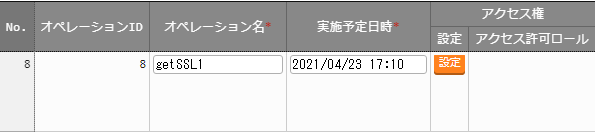 No. オペレーションID オペレーション名* 実施予定日時* アクセス権
設定 アクセス許可ロール
8 8 getSSL1 2021/04/23 17:10 設定